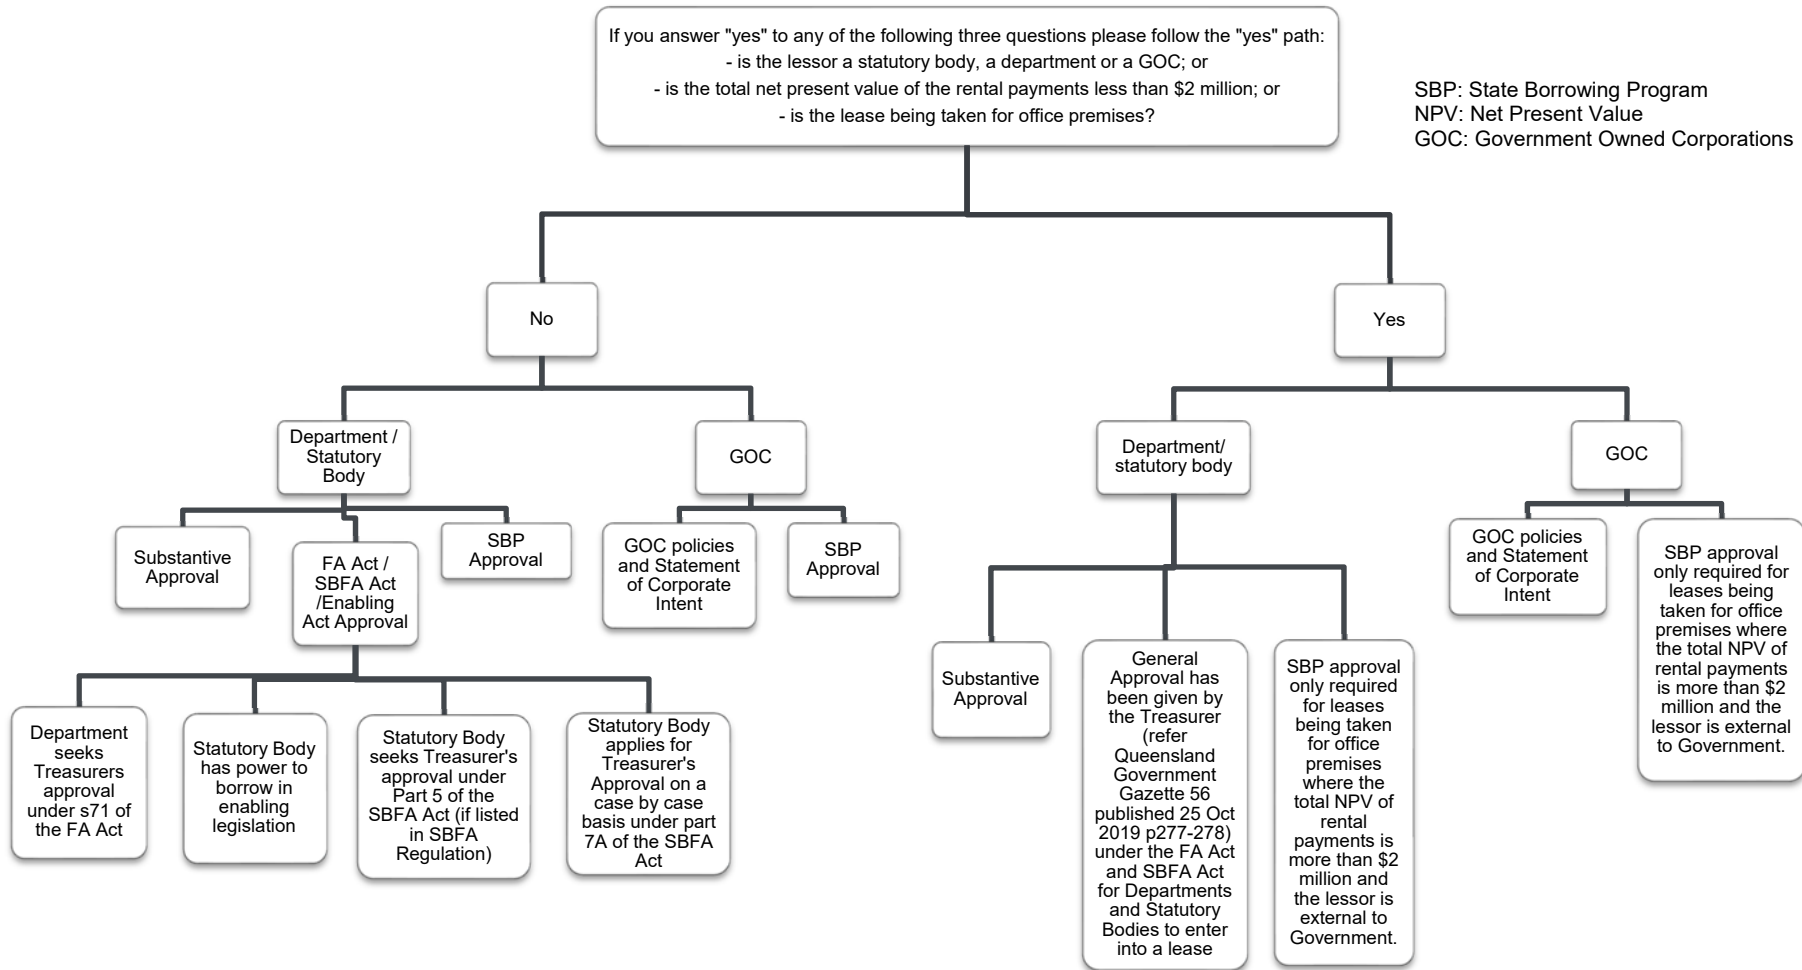 If you answer "yes" to any of the following three questions please follow the "yes" path:
- is the lessor a statutory body, a department or a GOC; or
- is the total net present value of the rental payments less than $2 million; or
- is the lease being taken for office premises?
SBP: State Borrowing Program
NPV: Net Present Value
GOC: Government Owned Corporations
No
Yes
Department /
Statutory
Body
GOC
Department/
statutory body
GOC
Substantive
Approval
FA Act /
SBFA Act
/Enabling
Act Approval
SBP
Approval
GOC policies
and Statement
of Corporate
Intent
SBP
Approval
Substantive
Approval
General
Approval has
been given by
the Treasurer
(refer
Queensland
Government
Gazette 56
published 25 Oct
2019 p277-278)
under the FA Act
and SBFA Act
for Departments
and Statutory
Bodies to enter
into a lease
SBP approval
only required
for leases
being taken
for office
premises
where the
total NPV of
rental
payments is
more than $2
million and
the lessor is
external to
Government.
GOC policies
and Statement
of Corporate
Intent
SBP approval
only required for
leases being
taken for office
premises where
the total NPV of
rental payments
is more than $2
million and the
lessor is external
to Government.
Department
seeks
Treasurers
approval
under s71 of
the FA Act
Statutory Body
has power to
borrow in
enabling
legislation
Statutory Body
seeks Treasurer's
approval under
Part 5 of the
SBFA Act (if listed
in SBFA
Regulation)
Statutory Body
applies for
Treasurer's
Approval on a
case by case
basis under part
7A of the SBFA
Act